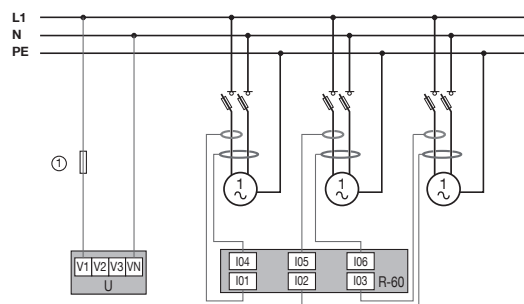 L1
N
PE
①
1
~
1
~
1
~
V1 V2 V3 VN
U
I04 I05 I06
I01 I02 I03
R-60